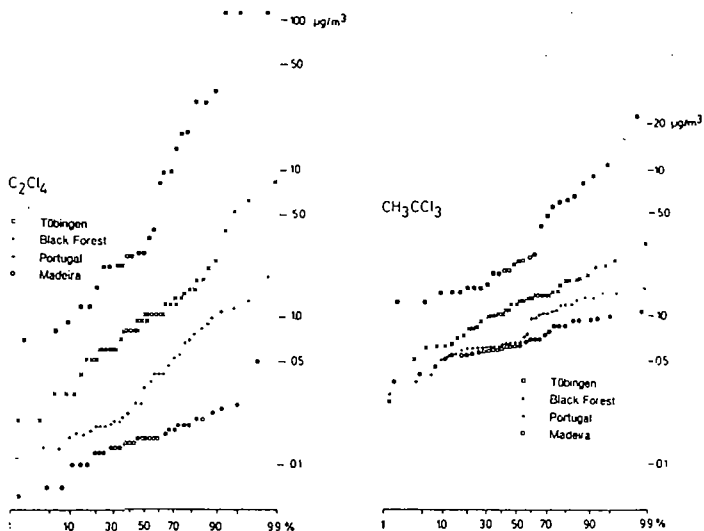 100 µg/m³
50
10
C₂Cl₄
50
Tübingen
Black Forest
Portugal
Madeira
10
05
01
10 30 50 70 90 99 %
20 µg/m³
10
CH₃CCl₃
50
10
05
Tübingen
Black Forest
Portugal
Madeira
01
1 10 30 50 70 90 99 %